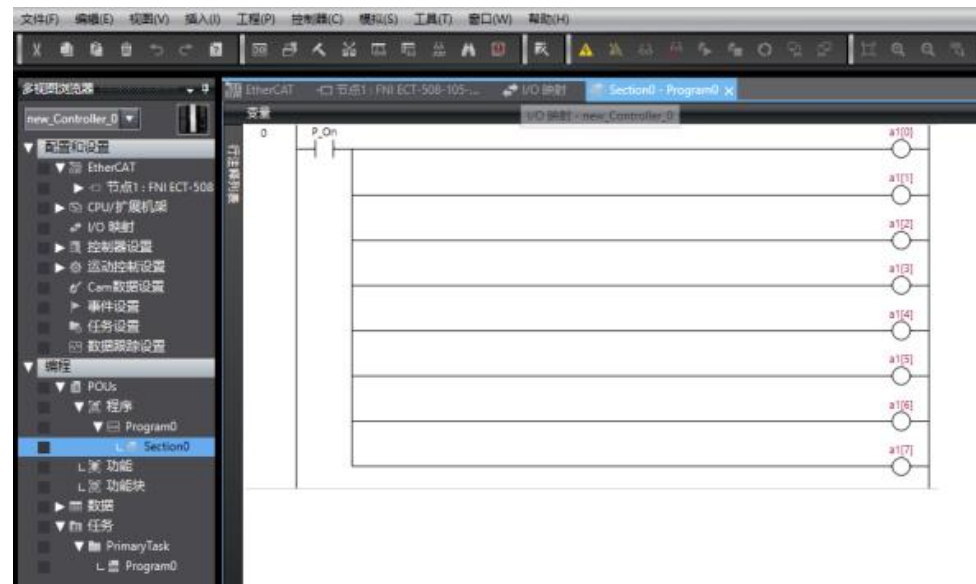 文件(F) 编辑(E) 视图(V) 插入(I) 工程(P) 控制器(C) 模拟(S) 工具(T) 窗口(W) 帮助(H)
多视图浏览器
new_Controller_0
配置和设置
EtherCAT
节点1 : FNI ECT-508
CPU/扩展机架
I/O 映射
控制器设置
运动控制设置
Cam数据设置
事件设置
任务设置
数据跟踪设置
编程
POUs
程序
Program0
Section0
功能
功能块
数据
任务
PrimaryTask
Program0
EtherCAT 节点1 : FNI ECT-508-105-... I/O 映射 Section0 - Program0 x
变量 I/O 映射 - new_Controller_0
行注释列表
0 P_On a1[0]
a1[1]
a1[2]
a1[3]
a1[4]
a1[5]
a1[6]
a1[7]